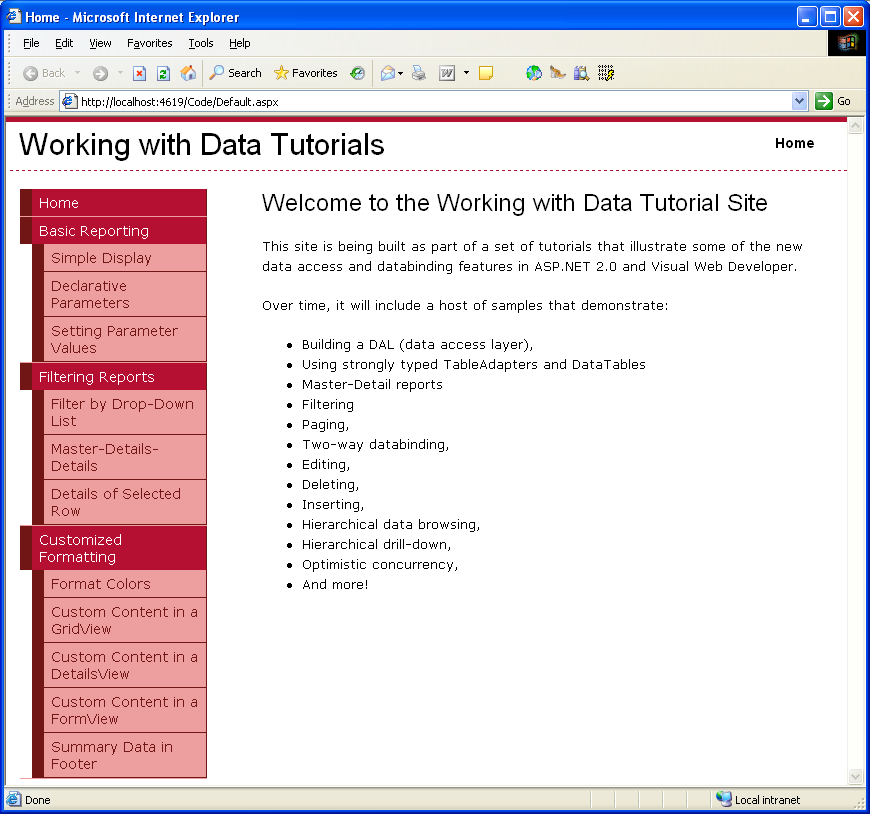 Home - Microsoft Internet Explorer
File Edit View Favorites Tools Help
Back Search Favorites
Address http://localhost:4619/Code/Default.aspx Go
Working with Data Tutorials
Home
Home
Basic Reporting
Simple Display
Declarative
Parameters
Setting Parameter
Values
Filtering Reports
Filter by Drop-Down
List
Master-Details-
Details
Details of Selected
Row
Customized
Formatting
Format Colors
Custom Content in a
GridView
Custom Content in a
DetailsView
Custom Content in a
FormView
Summary Data in
Footer
Welcome to the Working with Data Tutorial Site
This site is being built as part of a set of tutorials that illustrate some of the new
data access and databinding features in ASP.NET 2.0 and Visual Web Developer.
Over time, it will include a host of samples that demonstrate:
• Building a DAL (data access layer),
• Using strongly typed TableAdapters and DataTables
• Master-Detail reports
• Filtering
• Paging,
• Two-way databinding,
• Editing,
• Deleting,
• Inserting,
• Hierarchical data browsing,
• Hierarchical drill-down,
• Optimistic concurrency,
• And more!
Done
Local intranet